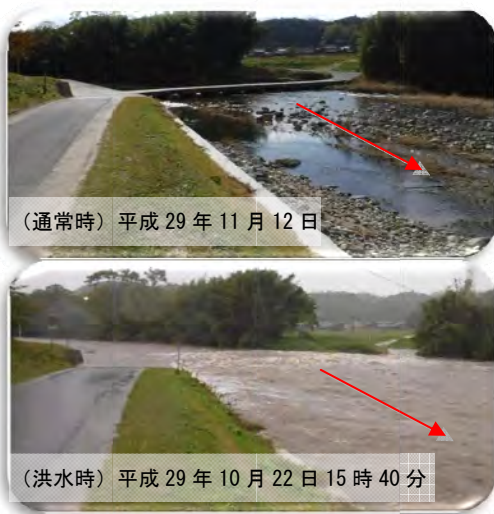 (通常時)平成 29 年 11 月 12 日
(洪水時)平成 29 年 10 月 22 日 15 時 40 分